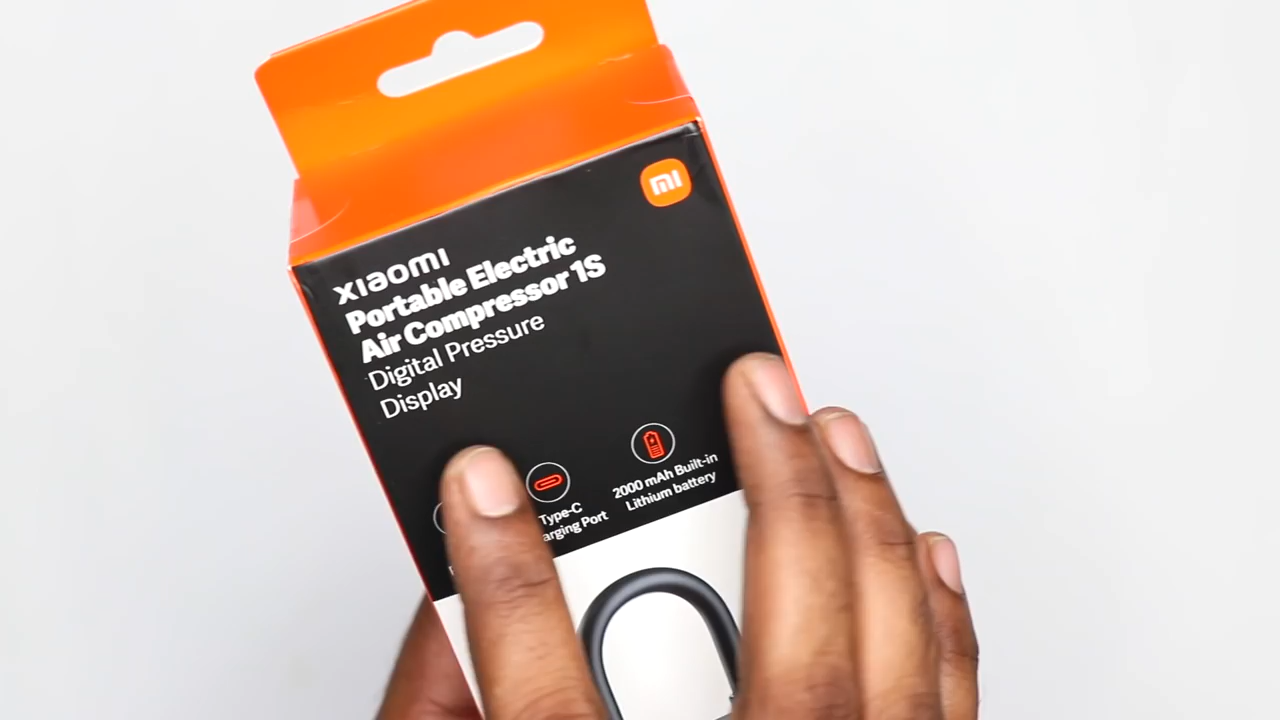 mi
xiaomi
Portable Electric
Air Compressor 1S
Digital Pressure
Display
Type-C
arging Port
2000 mAh Built-in
Lithium battery